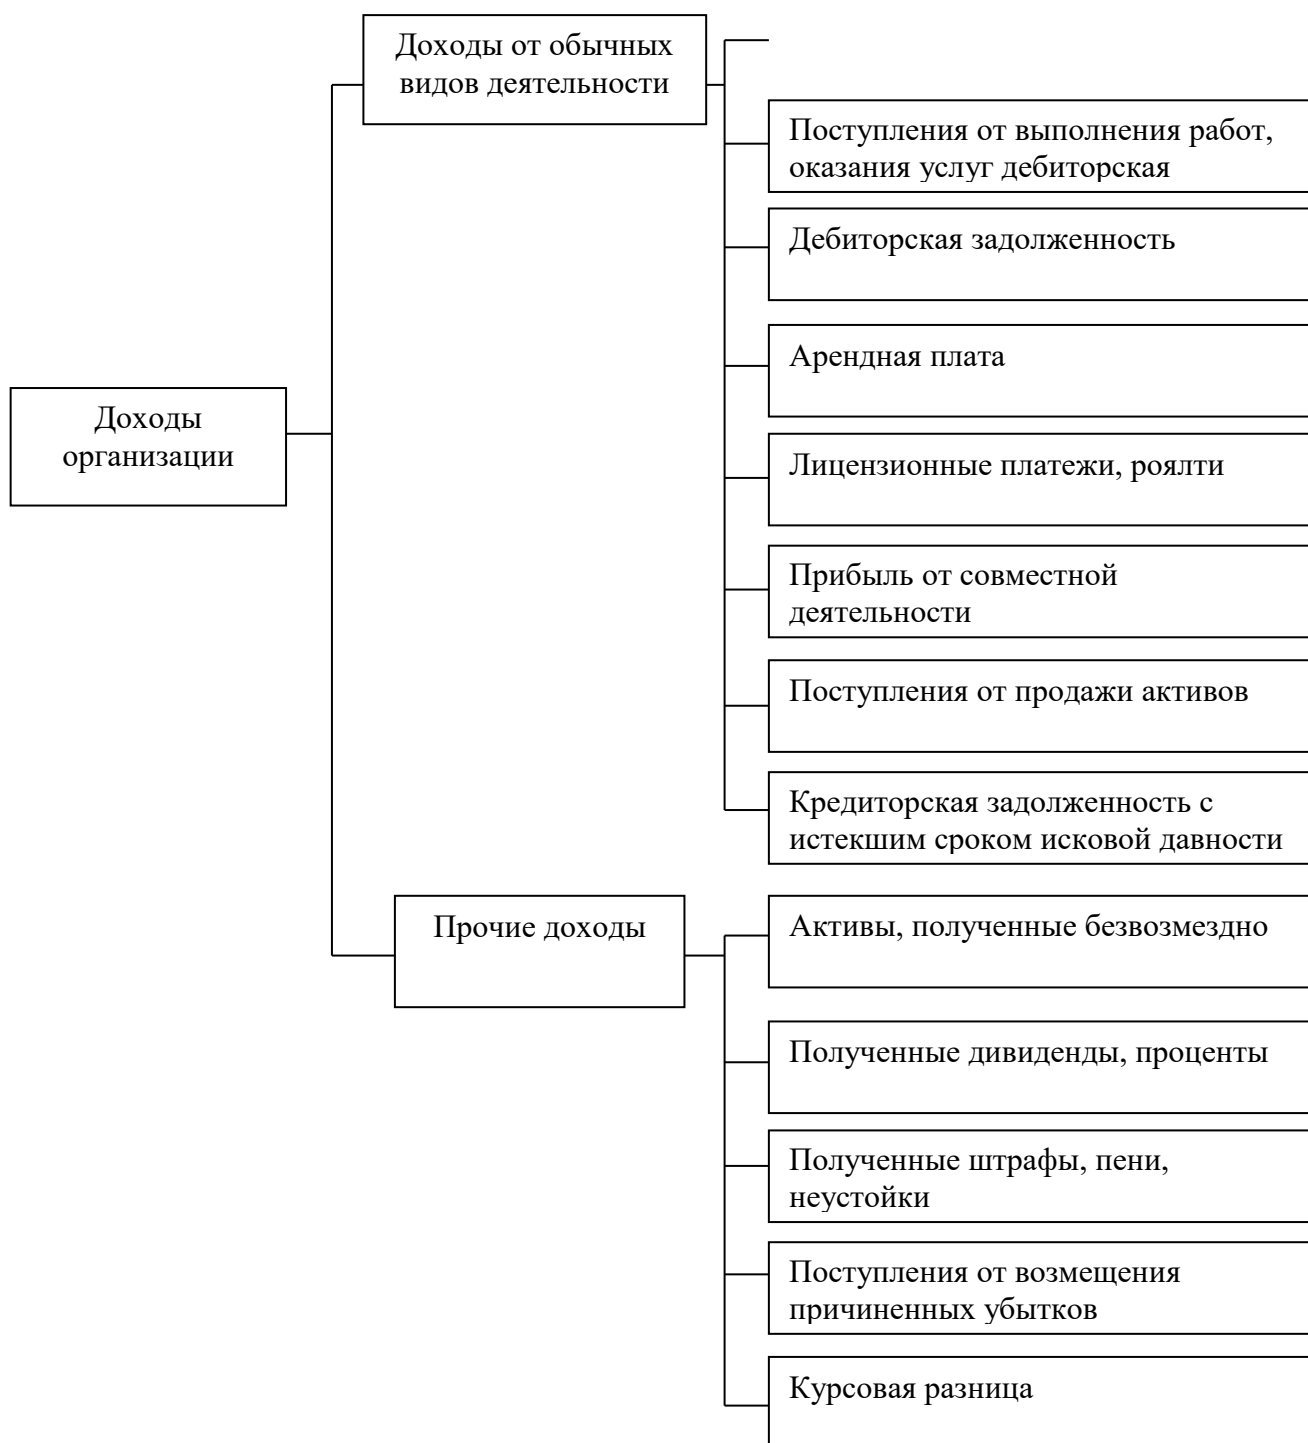 Доходы от обычных
видов деятельности
Поступления от выполнения работ,
оказания услуг дебиторская
Дебиторская задолженность
Арендная плата
Доходы
организации
Лицензионные платежи, роялти
Прибыль от совместной
деятельности
Поступления от продажи активов
Кредиторская задолженность с
истекшим сроком исковой давности
Прочие доходы
Активы, полученные безвозмездно
Полученные дивиденды, проценты
Полученные штрафы, пени,
неустойки
Поступления от возмещения
причиненных убытков
Курсовая разница